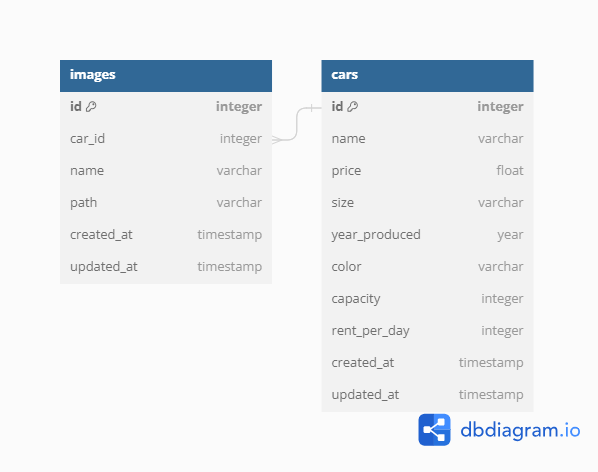 images
id integer
car_id integer
name varchar
path varchar
created_at timestamp
updated_at timestamp
cars
id integer
name varchar
price float
size varchar
year_produced year
color varchar
capacity integer
rent_per_day integer
created_at timestamp
updated_at timestamp
dbdiagram.io